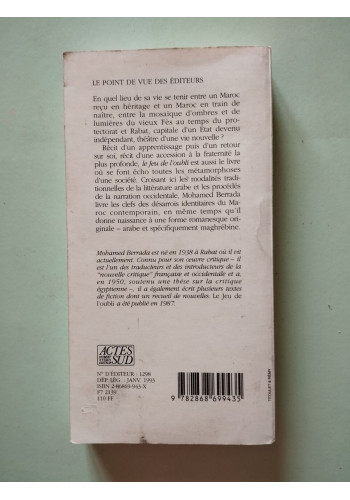 LE POINT DE VUE DES ÉDITEURS
En quel lieu de sa vie se tenir entre un Maroc
reçu en héritage et un Maroc en train de
naître, entre la mosaïque d'ombres et de
lumières du vieux Fès au temps du pro-
tectorat et Rabat, capitale d'un Etat devenu
indépendant, théâtre d'une vie nouvelle ?
Récit d'un apprentissage puis d'un retour
sur soi, récit d'une accession à la fraternité la
plus profonde, le Jeu de l'oubli est aussi le livre
où se font écho toutes les métamorphoses
d'une société. Croisant ici les modalités tradi-
tionnelles de la littérature arabe et les procédés
de la narration occidentale, Mohamed Berrada
livre les clefs des désarrois identitaires du Ma-
roc contemporain, en même temps qu'il
donne naissance à une forme romanesque ori-
ginale – arabe et spécifiquement maghrébine.
Mohamed Berrada est né en 1938 à Rabat où il vit
actuellement. Connu pour son œuvre critique – il
est l'un des traducteurs et des introducteurs de la
"nouvelle critique" française et occidentale et a,
en 1950, soutenu une thèse sur la critique
égyptienne –, il a également écrit plusieurs textes
de fiction dont un recueil de nouvelles. Le Jeu de
l'oubli a été publié en 1987.
ACTES
SUD
N° D'ÉDITEUR : 1298
DÉP. LÉG. : JANV. 1993
ISBN 2-86869-943-X
F7 2139
110 FF
9 782868 699435